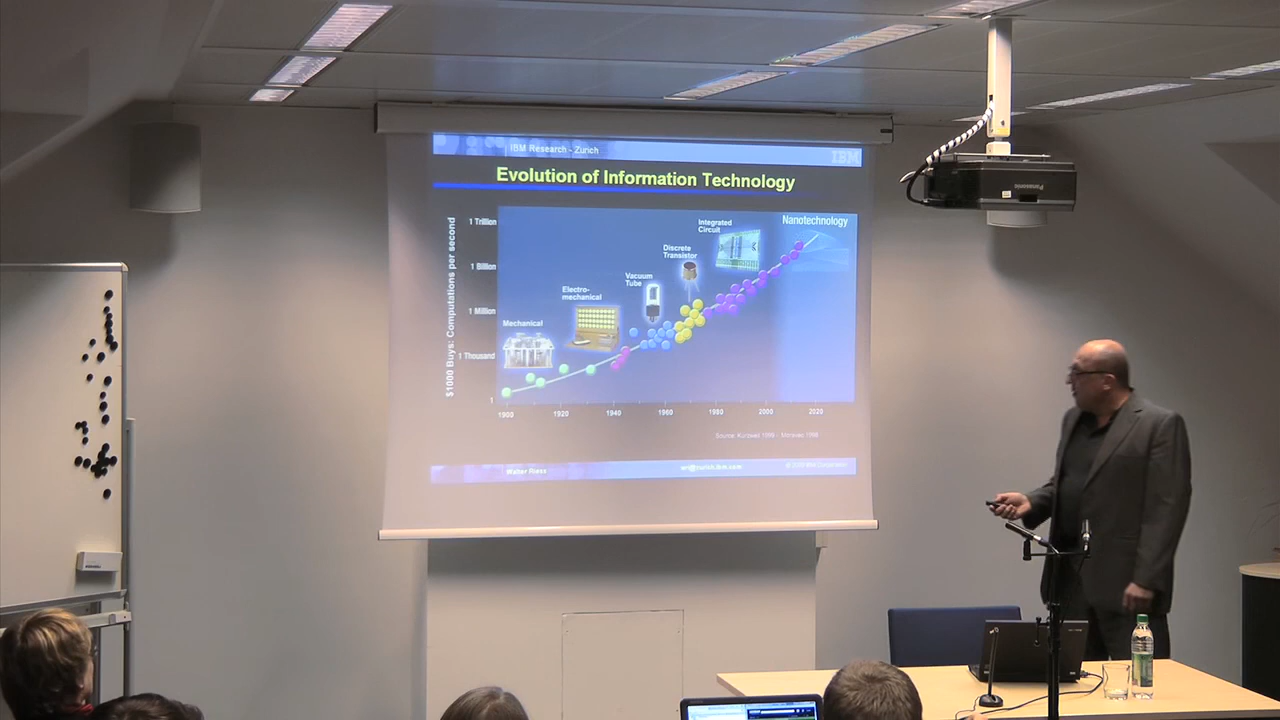 IBM Research - Zurich
IBM
Evolution of Information Technology
$1000 Buys: Computations per second
1 Trillion
1 Billion
1 Million
1 Thousand
1
Mechanical
Electro-
mechanical
Vacuum
Tube
Discrete
Transistor
Integrated
Circuit
Nanotechnology
1900
1920
1940
1960
1980
2000
2020
Source: Kurzweil 1999 - Moravec 1998
Walter Riess
Panasonic